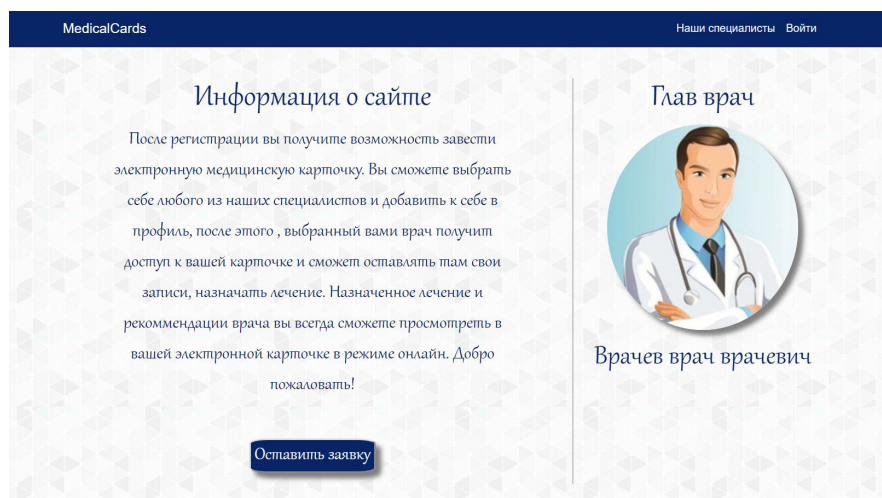 MedicalCards
Наши специалисты Войти
Информация о сайте
После регистрации вы получите возможность завести
электронную медицинскую карточку. Вы сможете выбрать
себе любого из наших специалистов и добавить к себе в
профиль, после этого , выбранный вами врач получит
доступ к вашей карточке и сможет оставлять там свои
записи, назначать лечение. Назначенное лечение и
рекоммендации врача вы всегда сможете просмотреть в
вашей электронной карточке в режиме онлайн. Добро
пожаловать!
Оставить заявку
Глав врач
Врачев врач врачевич